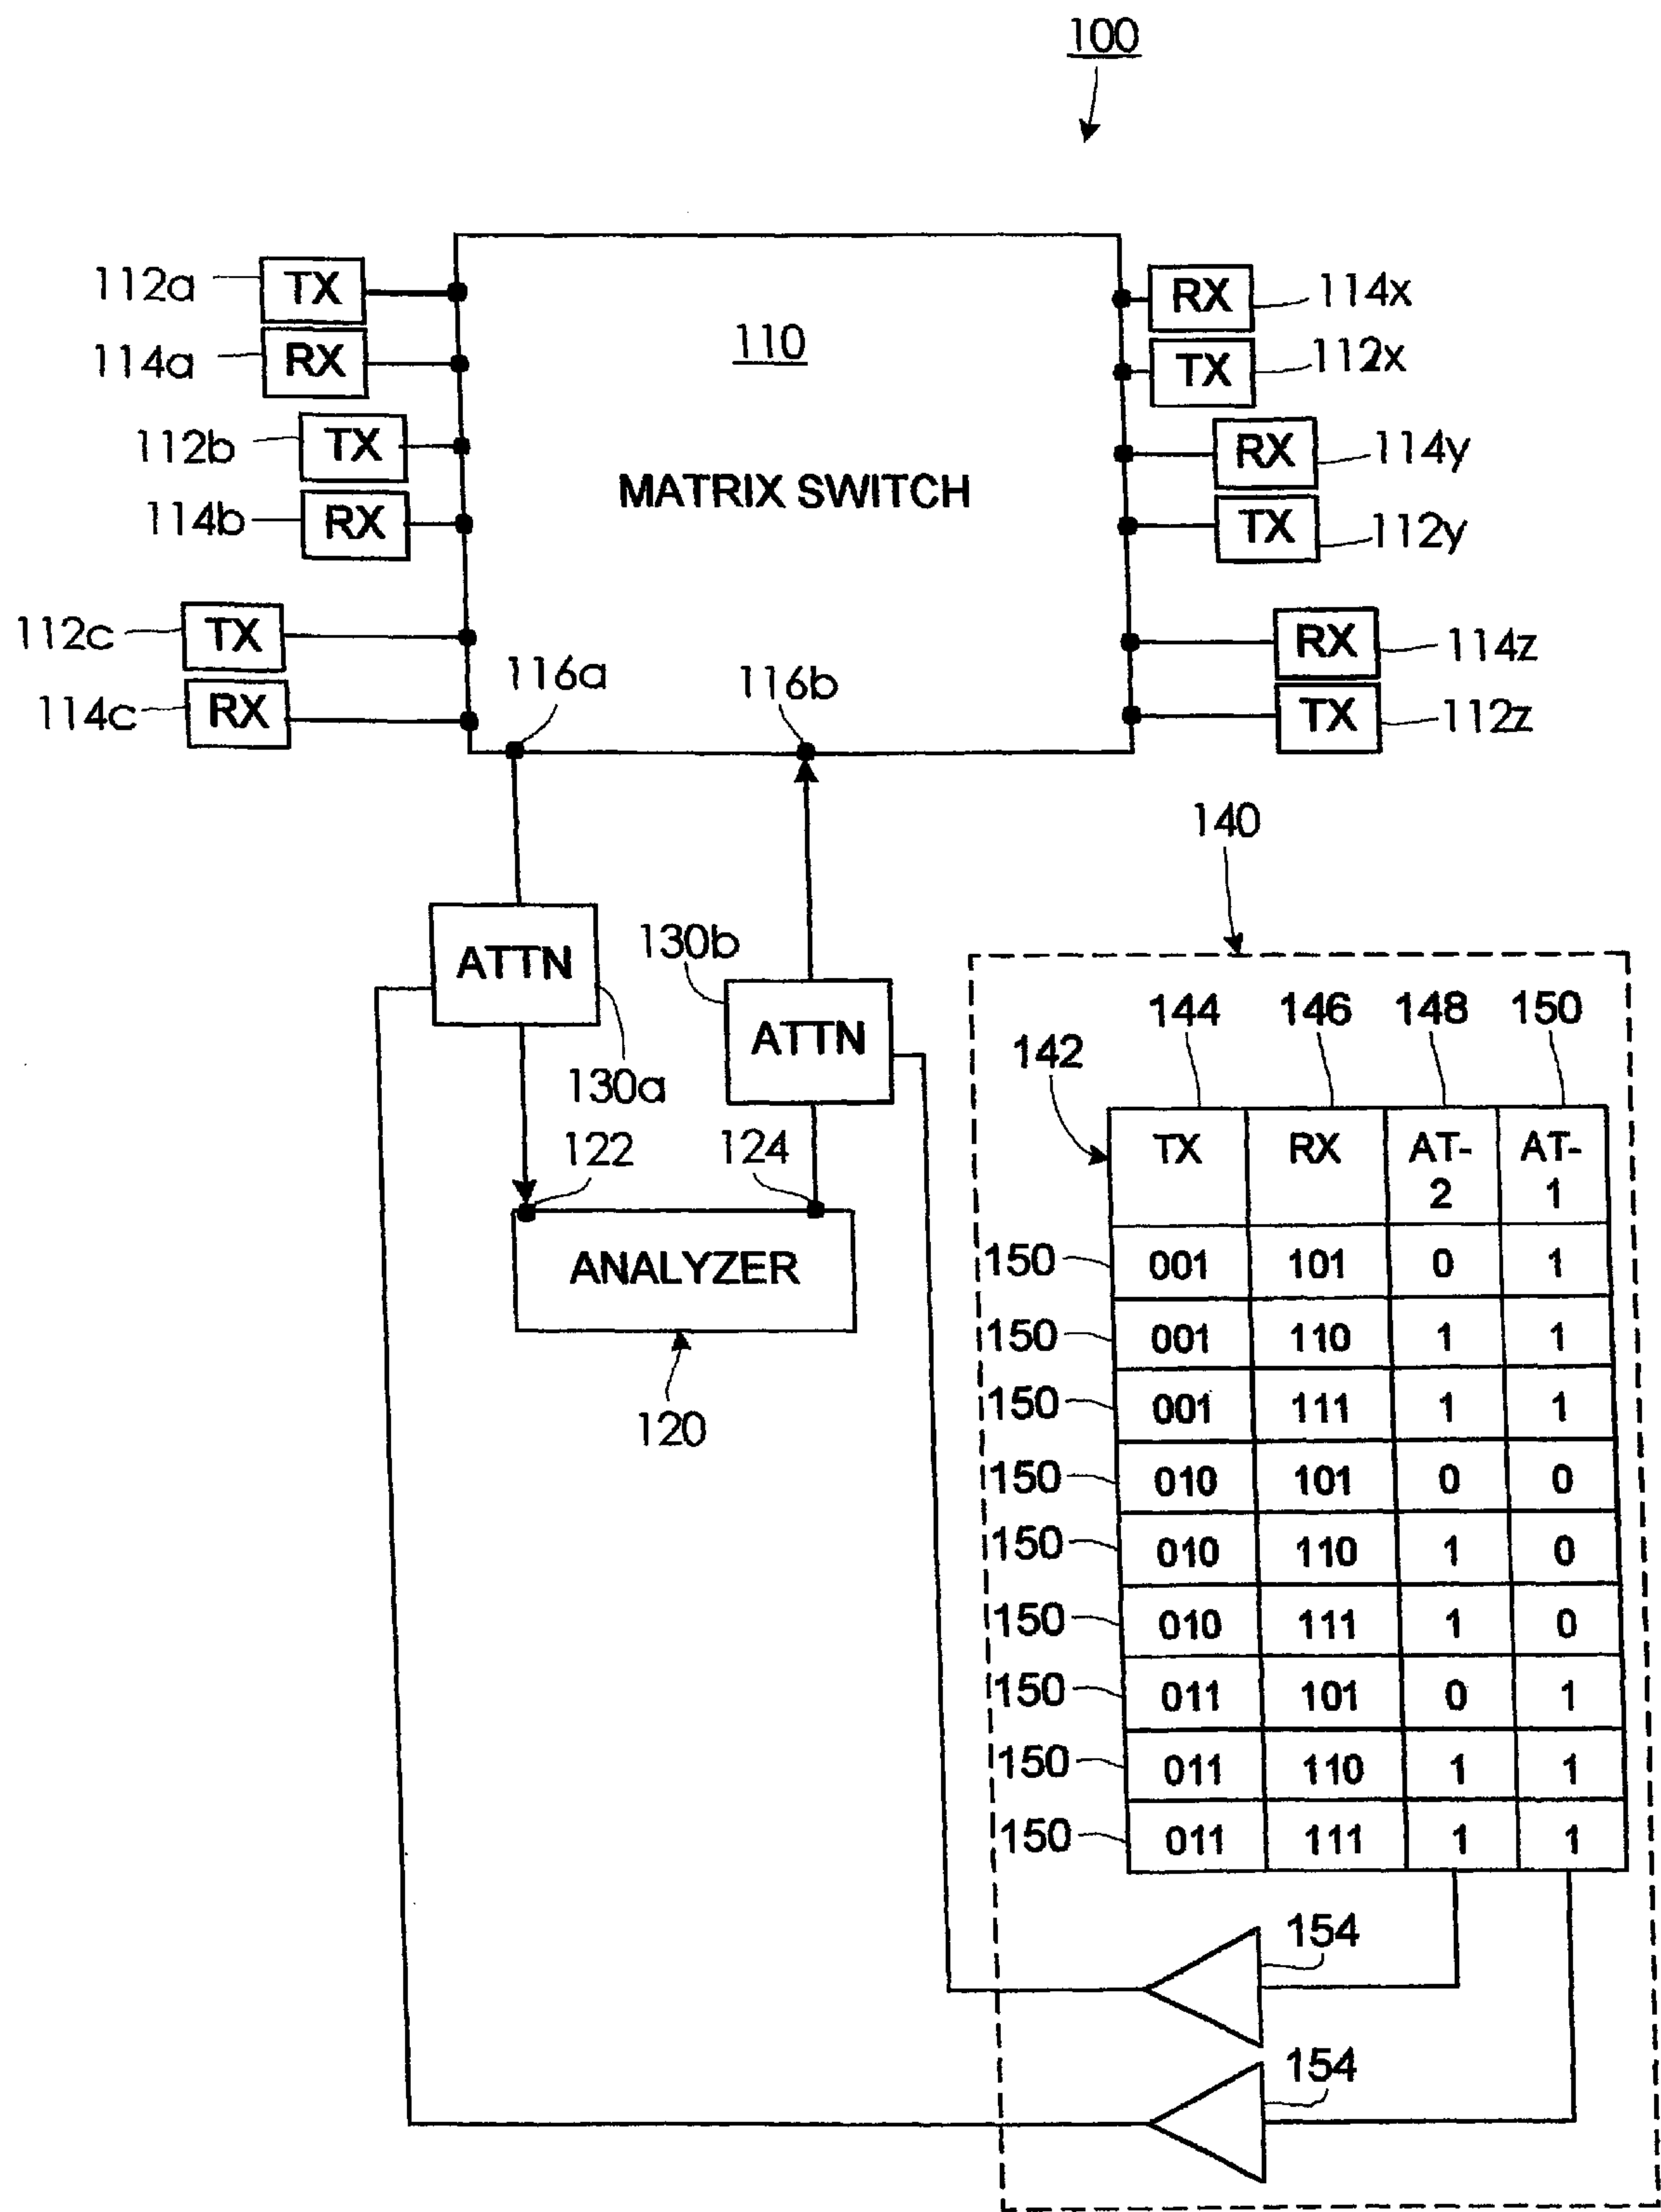 100
112a TX
114a RX
112b TX
114b RX
112c TX
114c RX
110
MATRIX SWITCH
RX 114x
TX 112x
RX 114y
TX 112y
RX 114z
TX 112z
116a 116b
140
ATTN
130a
130b
ATTN
122 124
ANALYZER
120
144 146 148 150
142
TX RX AT-2 AT-1
150 001 101 0 1
150 001 110 1 1
150 001 111 1 1
150 010 101 0 0
150 010 110 1 0
150 010 111 1 0
150 011 101 0 1
150 011 110 1 1
150 011 111 1 1
154
154